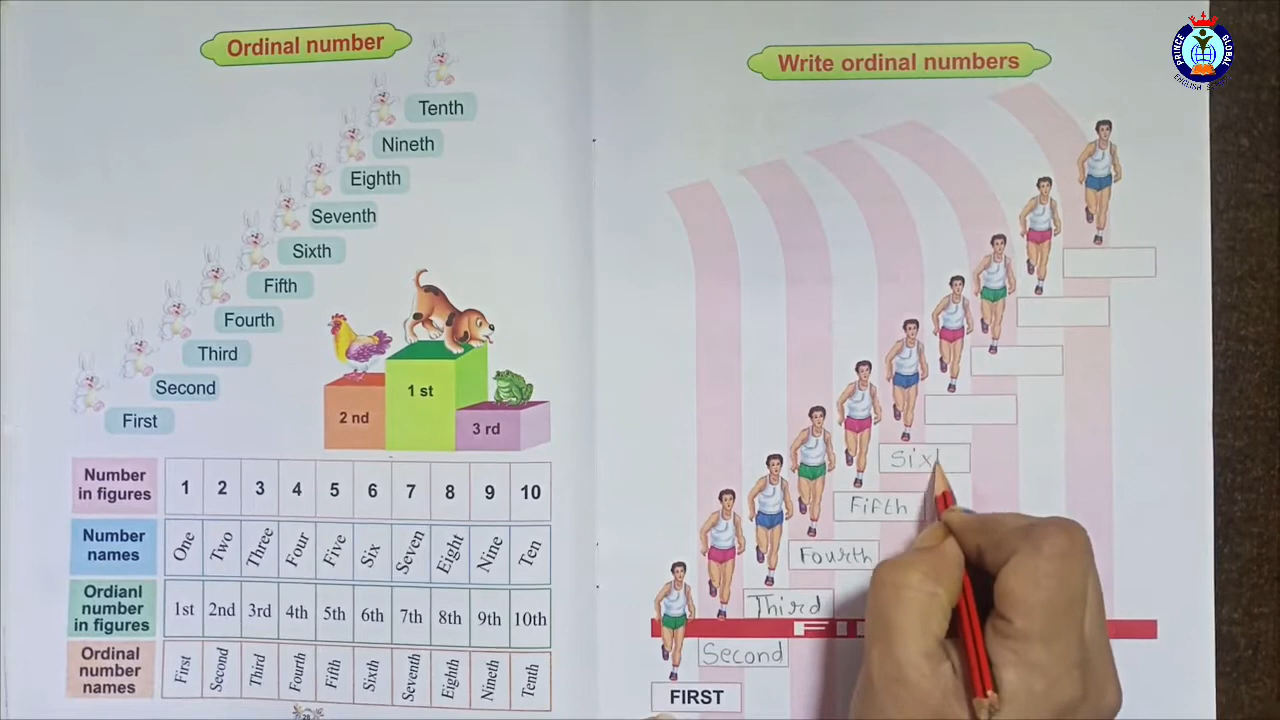 Ordinal number
Tenth
Nineth
Eighth
Seventh
Sixth
Fifth
Fourth
Third
Second
First
2 nd
1 st
3 rd
Number in figures 1 2 3 4 5 6 7 8 9 10
Number names One Two Three Four Five Six Seven Eight Nine Ten
Ordianl number in figures 1st 2nd 3rd 4th 5th 6th 7th 8th 9th 10th
Ordinal number names First Second Third Fourth Fifth Sixth Seventh Eighth Nineth Tenth
28
Write ordinal numbers
Sixt
Fifth
Fourth
Third
Second
FIRST
PRINCE GLOBAL